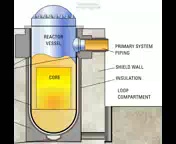 REACTOR
VESSEL
PRIMARY SYSTEM
PIPING
SHIELD WALL
CORE
INSULATION
LOOP
COMPARTMENT